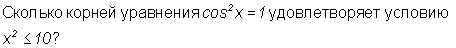 Сколько корней уравнения cos²x = 1 удовлетворяет условию
x² ≤10?